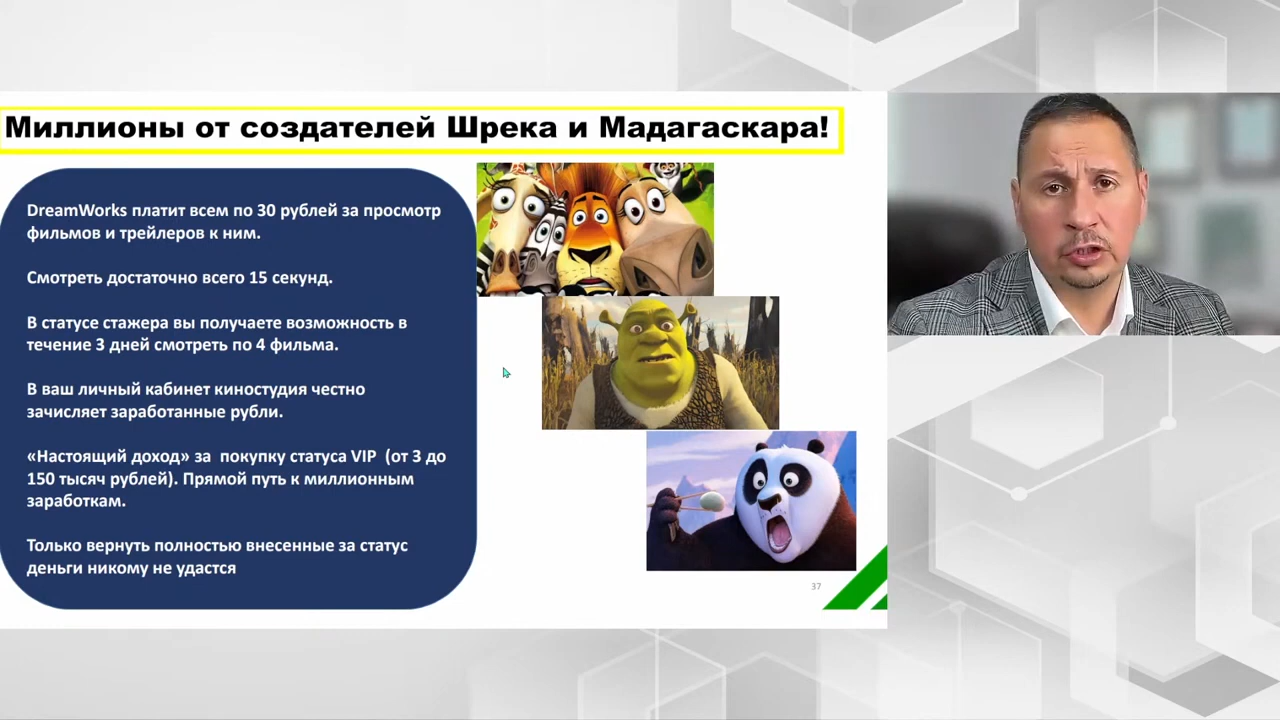 Миллионы от создателей Шрека и Мадагаскара!
DreamWorks платит всем по 30 рублей за просмотр
фильмов и трейлеров к ним.
Смотреть достаточно всего 15 секунд.
В статусе стажера вы получаете возможность в
течение 3 дней смотреть по 4 фильма.
В ваш личный кабинет киностудия честно
зачисляет заработанные рубли.
«Настоящий доход» за покупку статуса VIP (от 3 до
150 тысяч рублей). Прямой путь к миллионным
заработкам.
Только вернуть полностью внесенные за статус
деньги никому не удастся
37